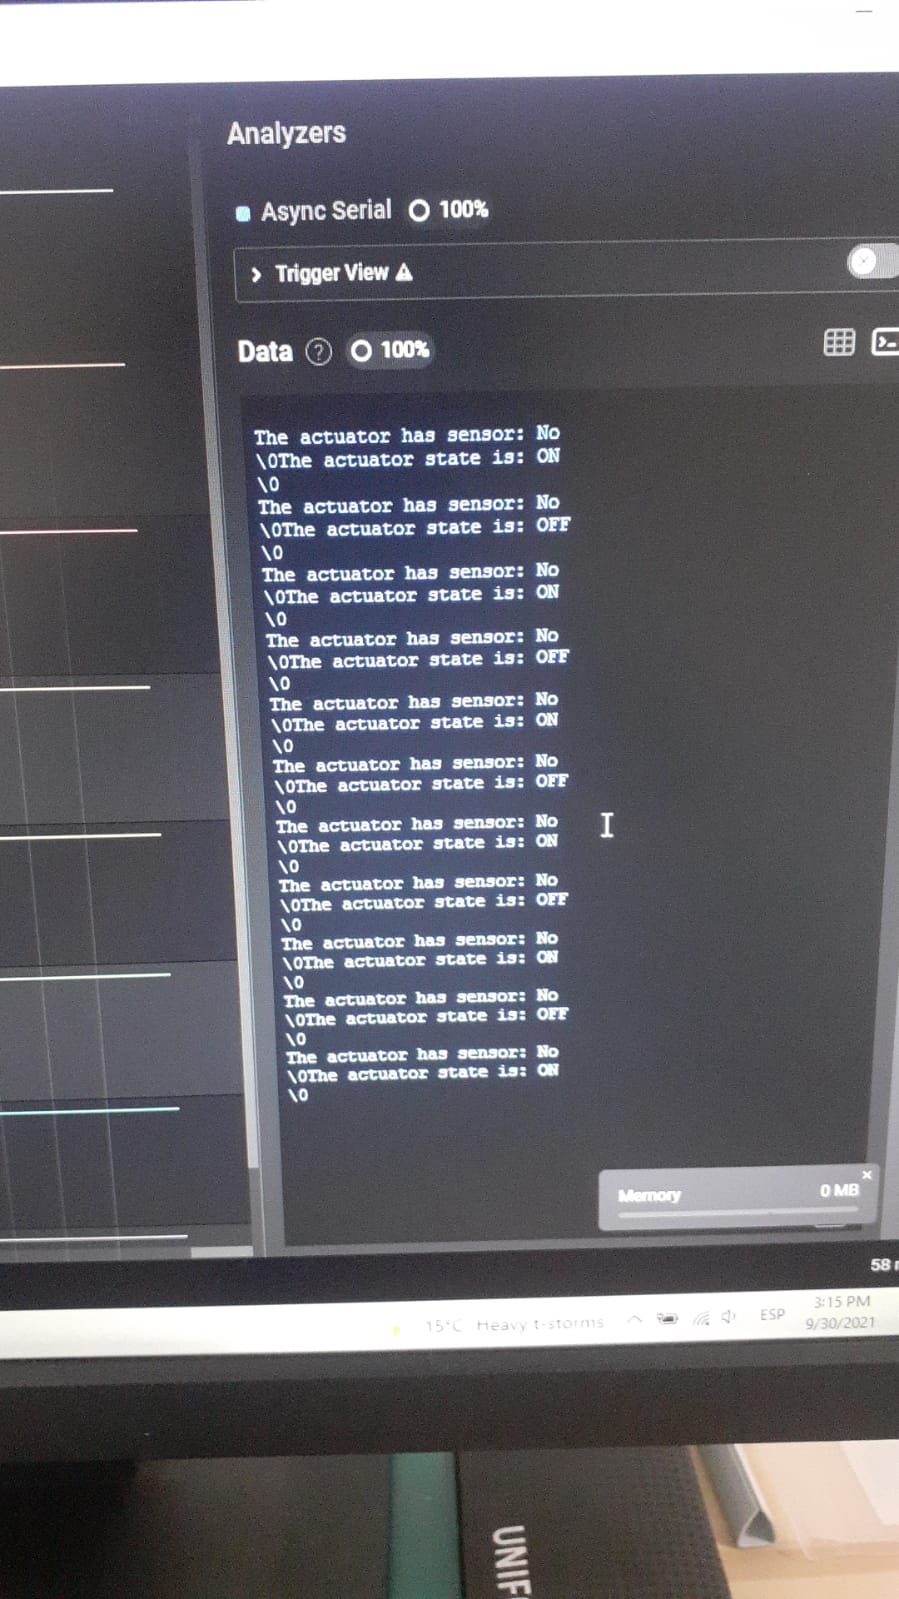 Analyzers
Async Serial 100%
> Trigger View
Data ? 100%
The actuator has sensor: No
\0The actuator state is: ON
\0
The actuator has sensor: No
\0The actuator state is: OFF
\0
The actuator has sensor: No
\0The actuator state is: ON
\0
The actuator has sensor: No
\0The actuator state is: OFF
\0
The actuator has sensor: No
\0The actuator state is: ON
\0
The actuator has sensor: No
\0The actuator state is: OFF
\0
The actuator has sensor: No
\0The actuator state is: ON
\0
The actuator has sensor: No
\0The actuator state is: OFF
\0
The actuator has sensor: No
\0The actuator state is: ON
\0
The actuator has sensor: No
\0The actuator state is: OFF
\0
The actuator has sensor: No
\0The actuator state is: ON
\0
Memory 0 MB
58
15°C Heavy t-storms ESP 3:15 PM
9/30/2021